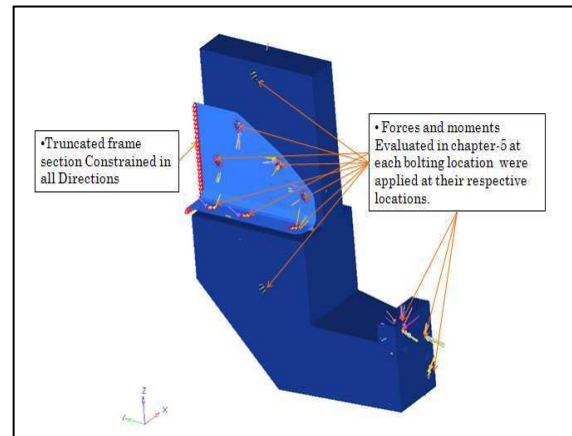 •Truncated frame
section Constrained in
all Directions
• Forces and moments
Evaluated in chapter-5 at
each bolting location were
applied at their respective
locations.
Z
X